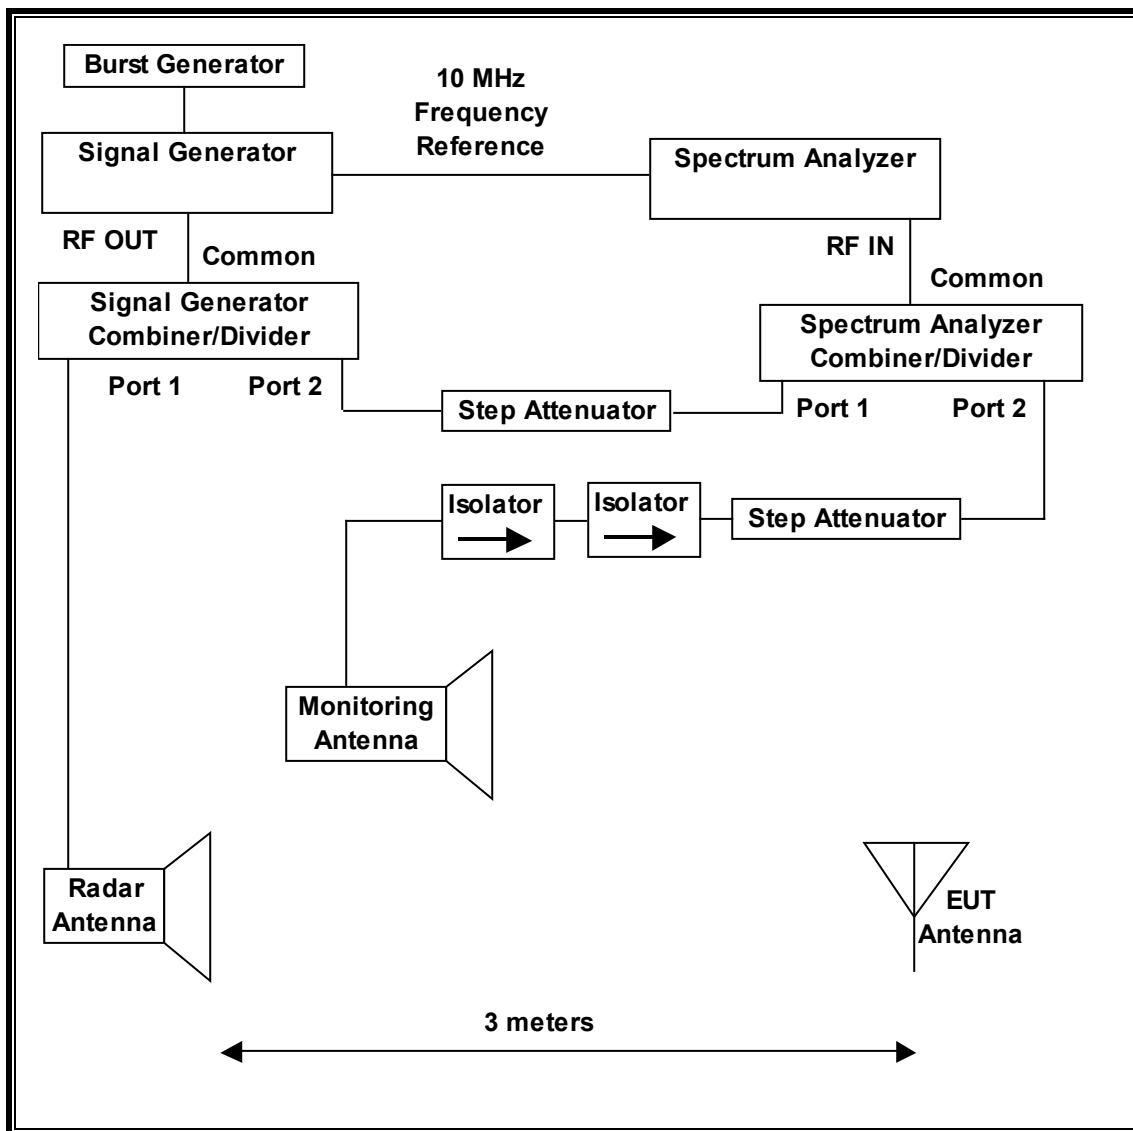 Burst Generator
10 MHz
Frequency
Reference
Signal Generator
Spectrum Analyzer
RF OUT
Common
RF IN
Common
Signal Generator
Combiner/Divider
Spectrum Analyzer
Combiner/Divider
Port 1
Port 2
Step Attenuator
Port 1
Port 2
Isolator
Isolator
Step Attenuator
Monitoring
Antenna
Radar
Antenna
EUT
Antenna
3 meters